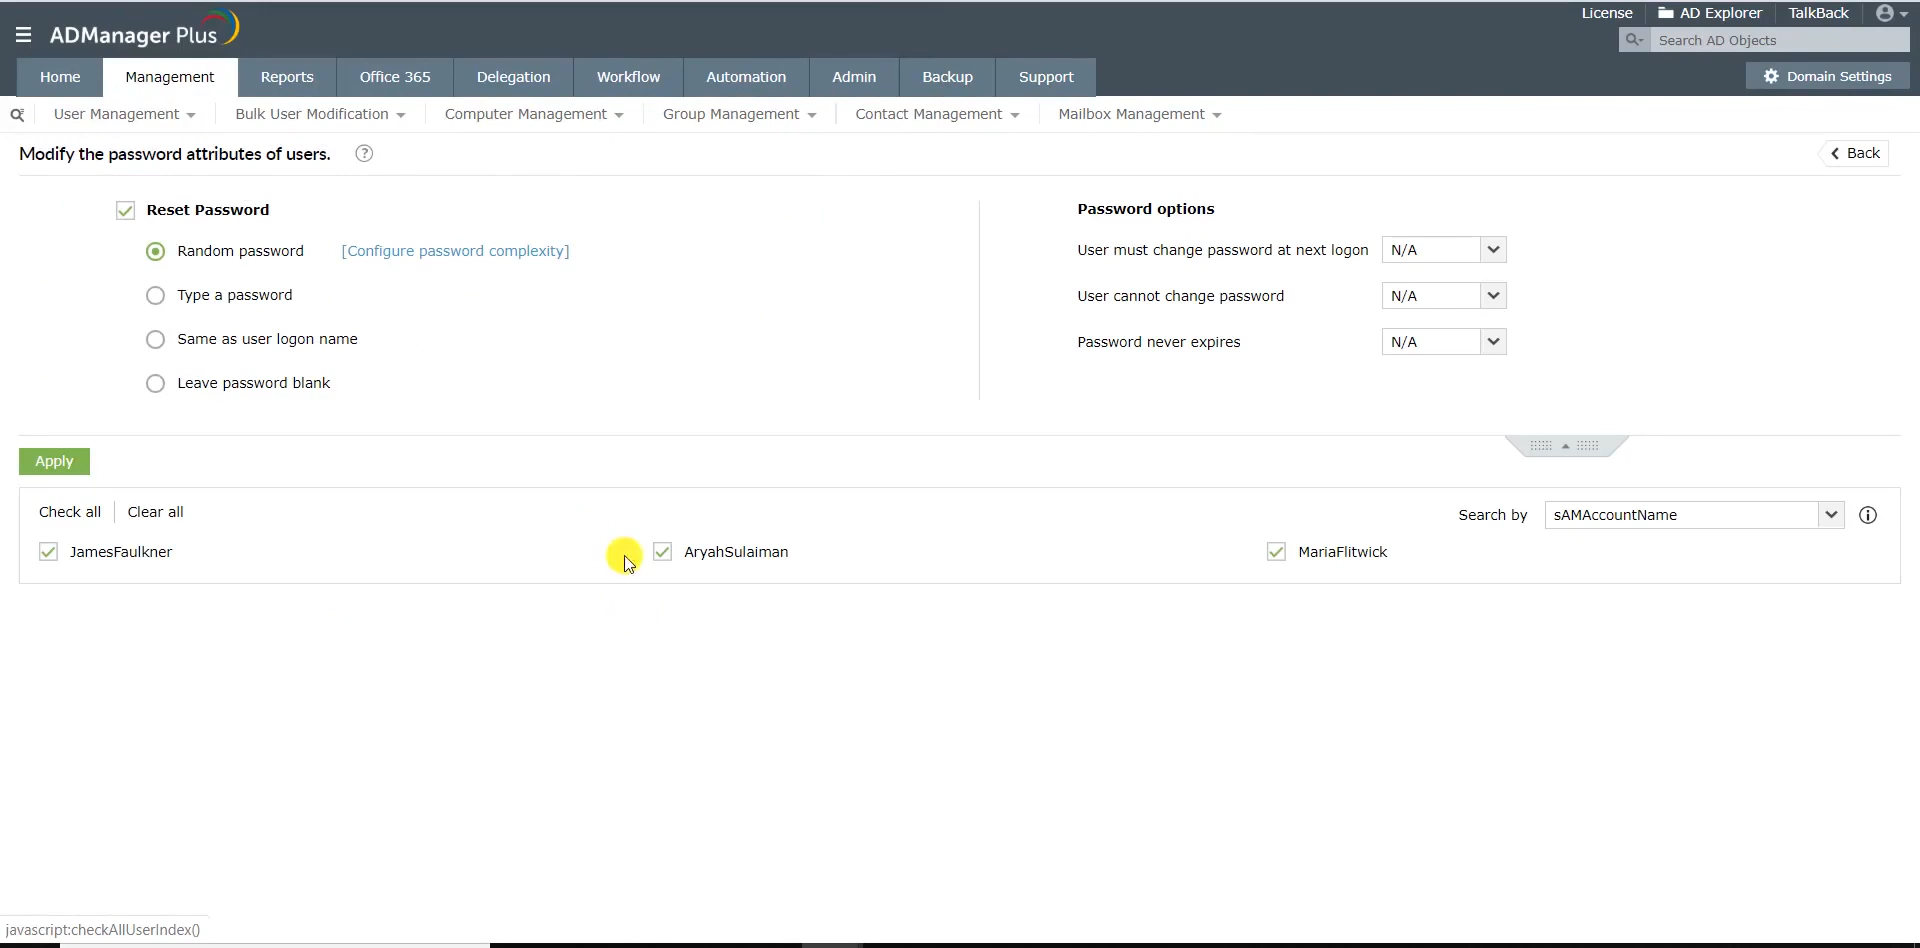 License
AD Explorer
TalkBack
ADManager Plus
Search AD Objects
Home
Management
Reports
Office 365
Delegation
Workflow
Automation
Admin
Backup
Support
Domain Settings
User Management
Bulk User Modification
Computer Management
Group Management
Contact Management
Mailbox Management
Modify the password attributes of users.
?
Back
Reset Password
Random password
[Configure password complexity]
Type a password
Same as user logon name
Leave password blank
Password options
User must change password at next logon
N/A
User cannot change password
N/A
Password never expires
N/A
Apply
Check all
Clear all
Search by
sAMAccountName
JamesFaulkner
AryahSulaiman
MariaFlitwick
javascript:checkAllUserIndex()